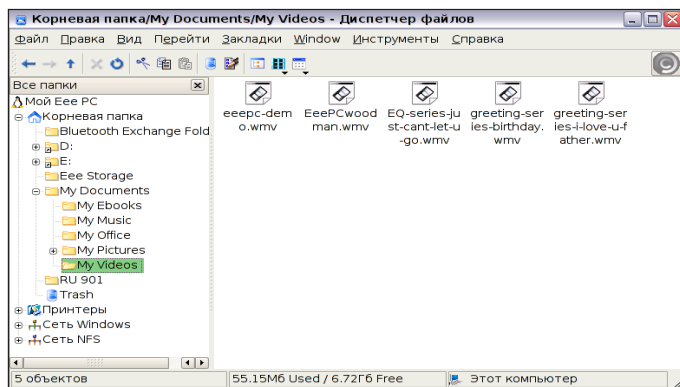 Корневая папка/My Documents/My Videos - Диспетчер файлов
Файл Правка Вид Перейти Закладки Window Инструменты Справка
Все папки
Мой Eee PC
Корневая папка
Bluetooth Exchange Fold
D:
E:
Eee Storage
My Documents
My Ebooks
My Music
My Office
My Pictures
My Videos
RU 901
Trash
Принтеры
Сеть Windows
Сеть NFS
eeepc-dem
o.wmv
EeePCwood
man.wmv
EQ-series-ju
st-cant-let-u
-go.wmv
greeting-ser
ies-birthday.
wmv
greeting-ser
ies-i-love-u-f
ather.wmv
5 объектов
55.15Мб Used / 6.72Гб Free
Этот компьютер